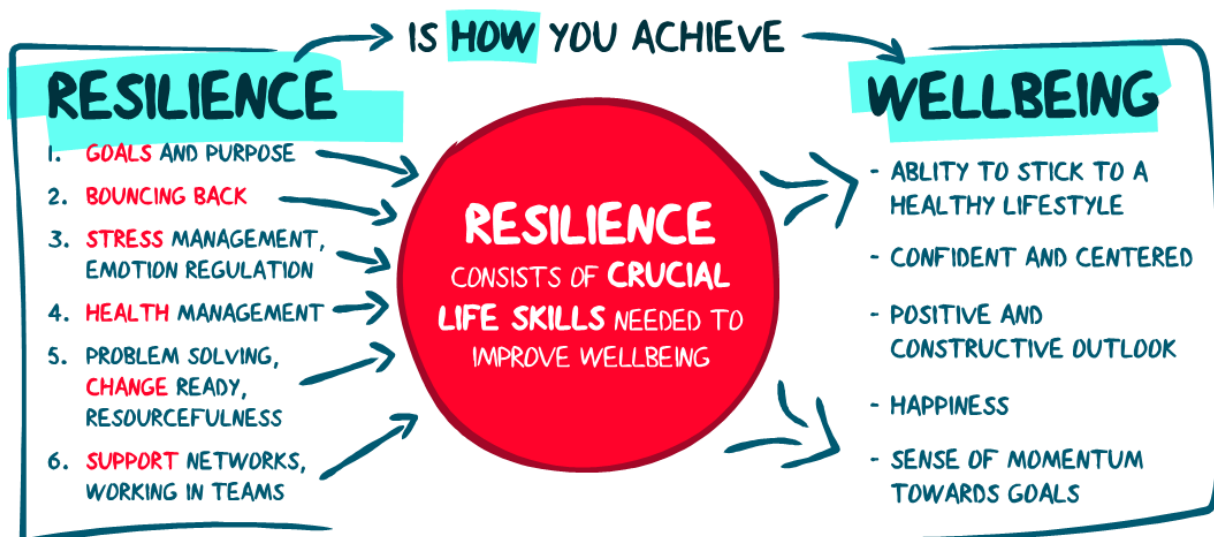 IS HOW YOU ACHIEVE
RESILIENCE
1. GOALS AND PURPOSE
2. BOUNCING BACK
3. STRESS MANAGEMENT,
EMOTION REGULATION
4. HEALTH MANAGEMENT
5. PROBLEM SOLVING,
CHANGE READY,
RESOURCEFULNESS
6. SUPPORT NETWORKS,
WORKING IN TEAMS
RESILIENCE
CONSISTS OF CRUCIAL
LIFE SKILLS NEEDED TO
IMPROVE WELLBEING
WELLBEING
- ABLITY TO STICK TO A
HEALTHY LIFESTYLE
- CONFIDENT AND CENTERED
- POSITIVE AND
CONSTRUCTIVE OUTLOOK
- HAPPINESS
- SENSE OF MOMENTUM
TOWARDS GOALS